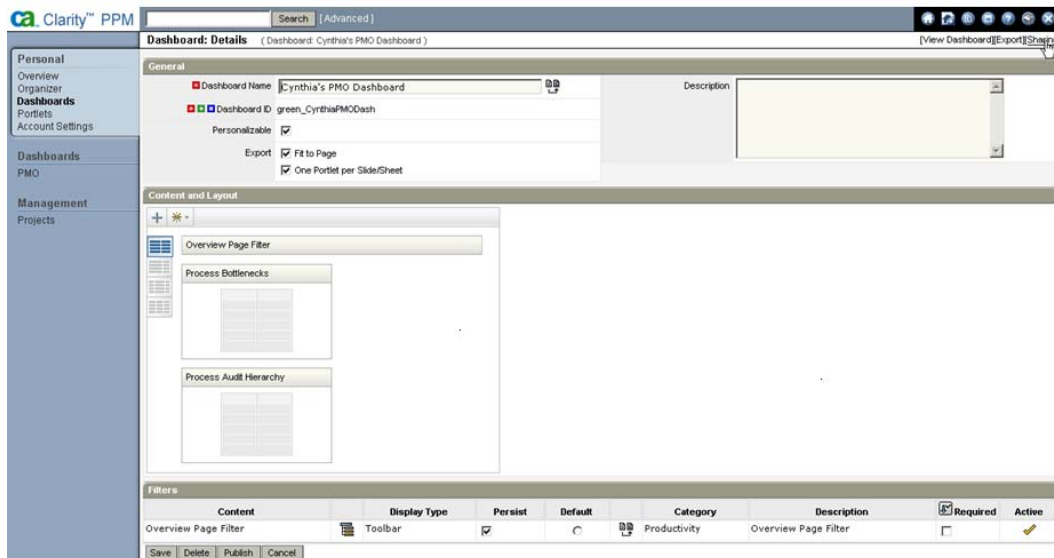 ca. Clarity™ PPM
Search [Advanced]
Dashboard: Details ( Dashboard: Cynthia's PMO Dashboard )
[View Dashboard][Export][Sharing
Personal
Overview
Organizer
Dashboards
Portlets
Account Settings
Dashboards
PMO
Management
Projects
General
Dashboard Name Cynthia's PMO Dashboard
Description
Dashboard ID green_CynthiaPMODash
Personalizable
Export Fit to Page
One Portlet per Slide/Sheet
Content and Layout
Overview Page Filter
Process Bottlenecks
Process Audit Hierarchy
Filters
Content Display Type Persist Default Category Description Required Active
Overview Page Filter Toolbar Productivity Overview Page Filter
Save Delete Publish Cancel